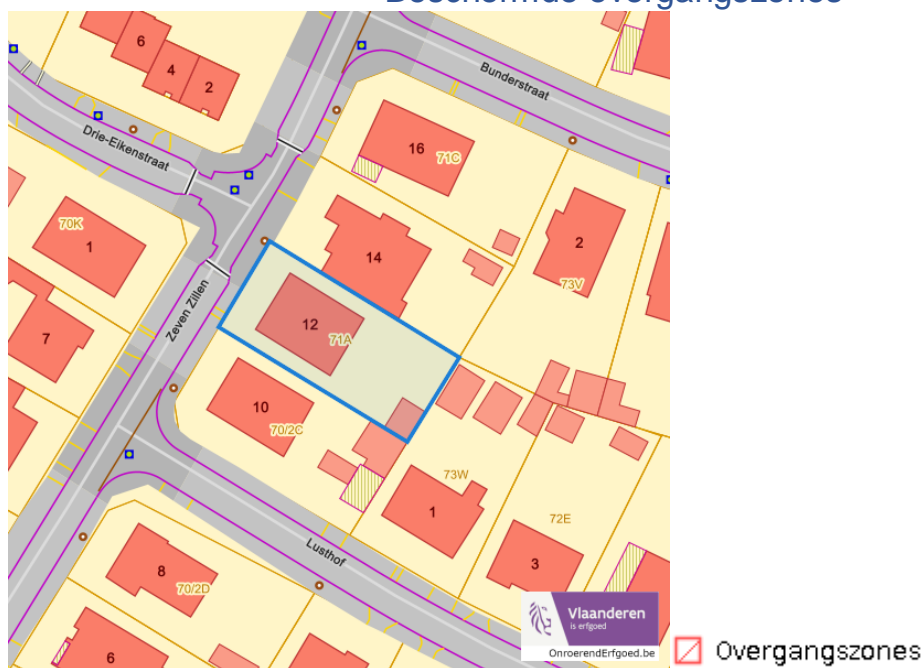 Beschermde overgangszones
6
4
2
Bunderstraat
Drie-Eikenstraat
16
71C
70K
1
2
14
73V
Zeven Zillen
12
71A
7
10
70/2C
73W
1
72E
3
Lusthof
8
70/2D
6
Vlaanderen
is erfgoed
OnroerendErfgoed.be
Overgangszones